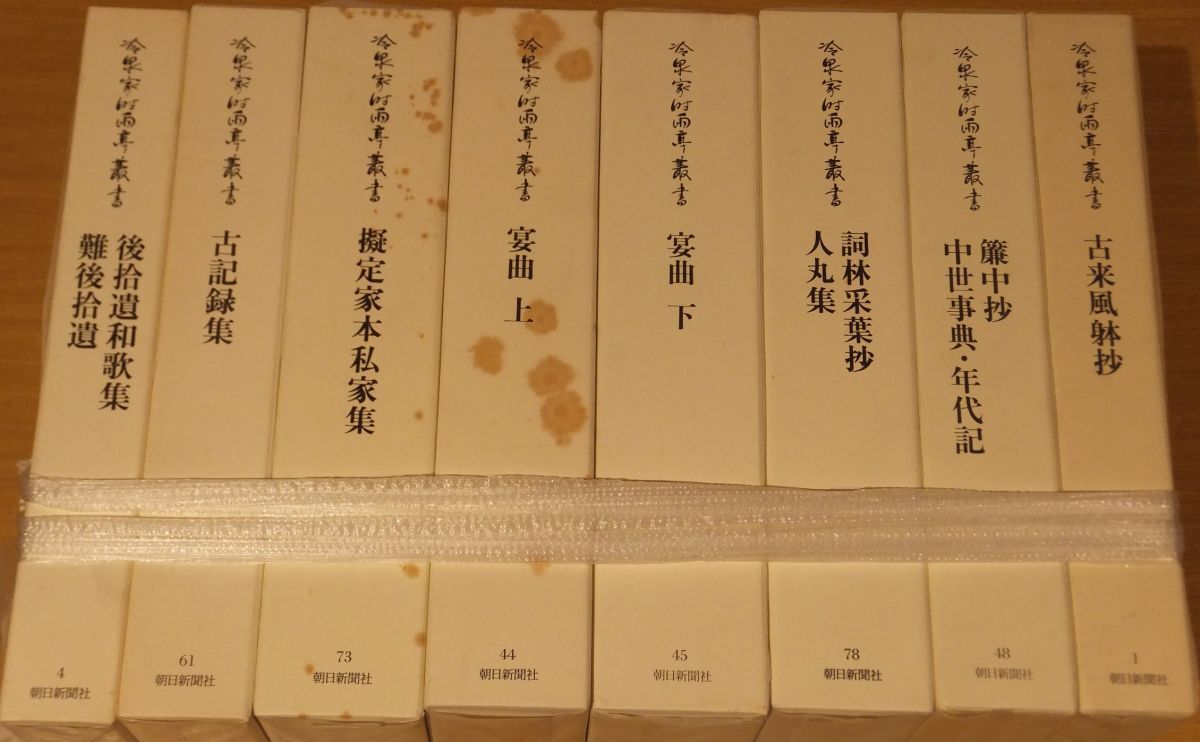 冷泉家時雨亭叢書
後拾遺和歌集
難後拾遺
4
朝日新聞社
冷泉家時雨亭叢書
古記録集
61
朝日新聞社
冷泉家時雨亭叢書
擬定家本私家集
73
朝日新聞社
冷泉家時雨亭叢書
宴曲 上
44
朝日新聞社
冷泉家時雨亭叢書
宴曲 下
45
朝日新聞社
冷泉家時雨亭叢書
詞林采葉抄
人丸集
78
朝日新聞社
冷泉家時雨亭叢書
簾中抄
中世事典・年代記
48
朝日新聞社
冷泉家時雨亭叢書
古来風躰抄
1
朝日新聞社